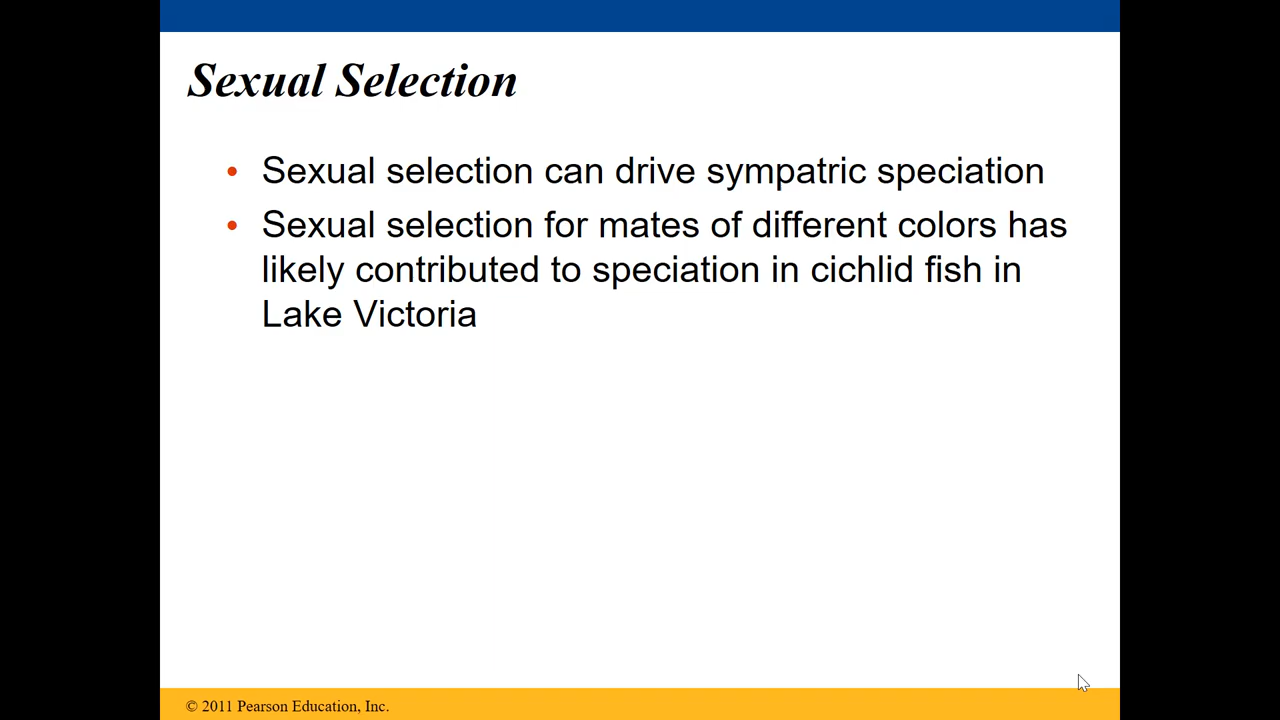 Sexual Selection
• Sexual selection can drive sympatric speciation
• Sexual selection for mates of different colors has
likely contributed to speciation in cichlid fish in
Lake Victoria
© 2011 Pearson Education, Inc.